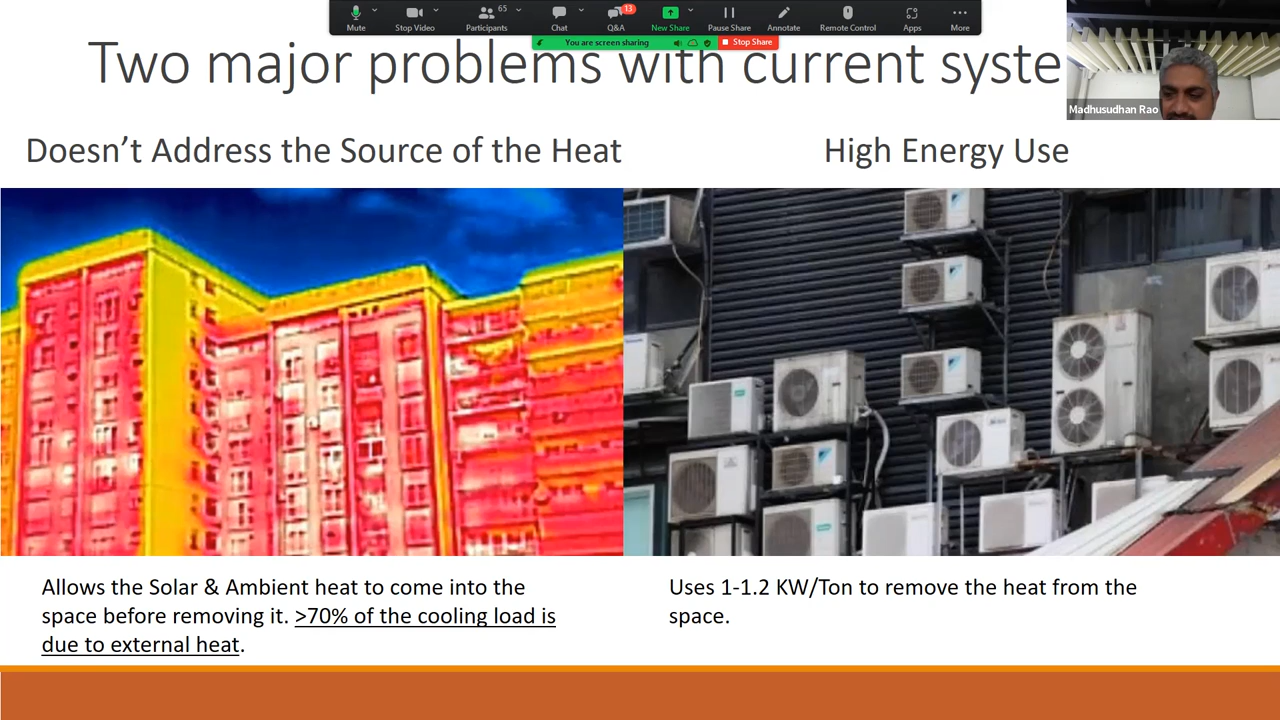 Mute
Stop Video
65
Participants
Chat
13
Q&A
New Share
Pause Share
Annotate
Remote Control
Apps
More
You are screen sharing
Stop Share
Two major problems with current syste
Madhusudhan Rao
Doesn't Address the Source of the Heat
High Energy Use
Allows the Solar & Ambient heat to come into the
space before removing it. >70% of the cooling load is
due to external heat.
Uses 1-1.2 KW/Ton to remove the heat from the
space.